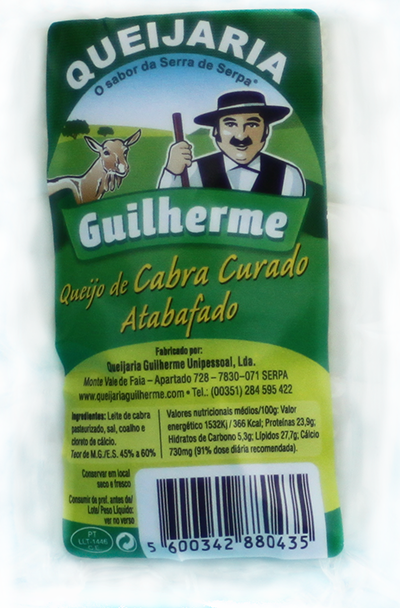 QUEIJARIA
O sabor da Serra de Serpa®
Guilherme
Queijo de Cabra Curado
Atabafado
Fabricado por:
Queijaria Guilherme Unipessoal, Lda.
Monte Vale de Faia – Apartado 728 – 7830-071 SERPA
www.queijariaguilherme.com • Tel.: (00351) 284 595 422
Ingredientes: Leite de cabra
pasteurizado, sal, coalho e
cloreto de cálcio.
Teor de M.G./E.S. 45% a 60%
Valores nutricionais médios/100g: Valor
energético 1532Kj / 366 Kcal; Proteínas 23,9g;
Hidratos de Carbono 5,3g; Lípidos 27,7g; Cálcio
730mg (91% dose diária recomendada).
Conservar em local
seco e fresco
Consumir de pref. antes de/
Lote/ Peso Líquido:
ver no verso
PT
LLT-1446
C.E.
5 600342 880435